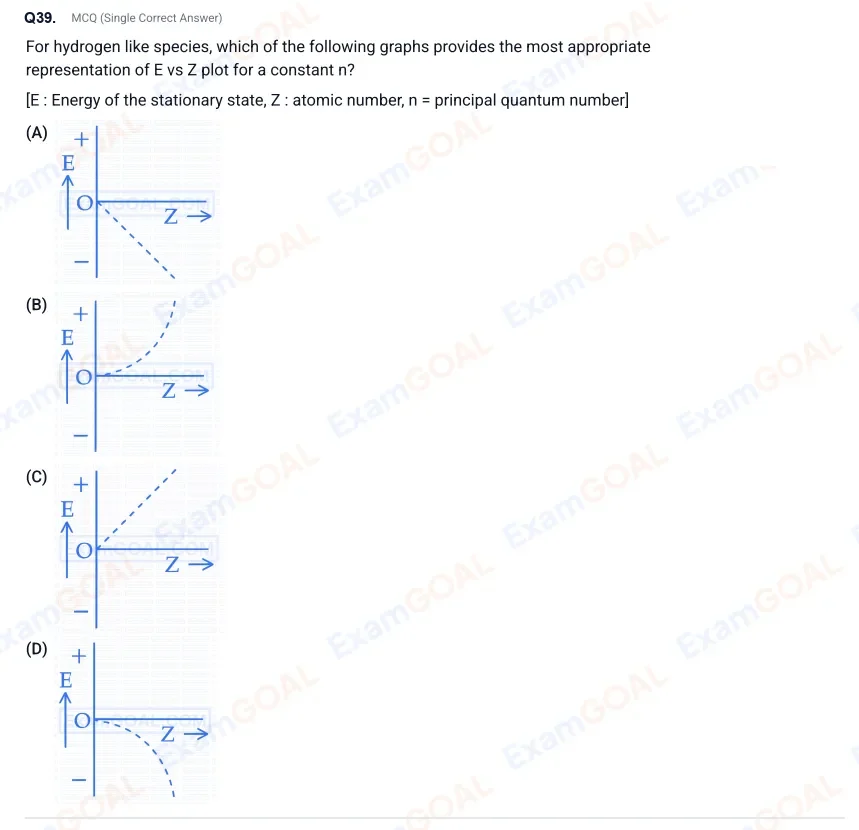 Q39. MCQ (Single Correct Answer)
For hydrogen like species, which of the following graphs provides the most appropriate
representation of E vs Z plot for a constant n?
[E : Energy of the stationary state, Z : atomic number, n = principal quantum number]
(A)
+
E
O
Z
−
(B)
+
E
O
Z
−
(C)
+
E
O
Z
−
(D)
+
E
O
Z
−
ExamGOAL